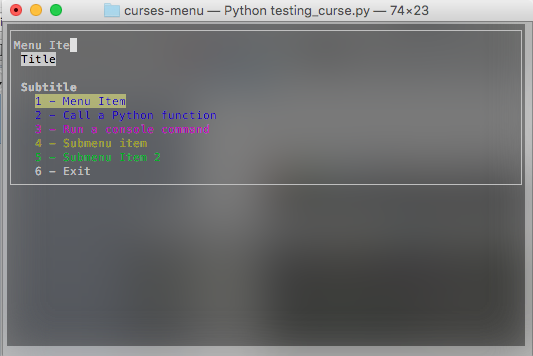 curses-menu — Python testing_curse.py — 74×23
Menu Ite
Title
Subtitle
1 - Menu Item
2 - Call a Python function
3 - Run a console command
4 - Submenu item
5 - Submenu Item 2
6 - Exit